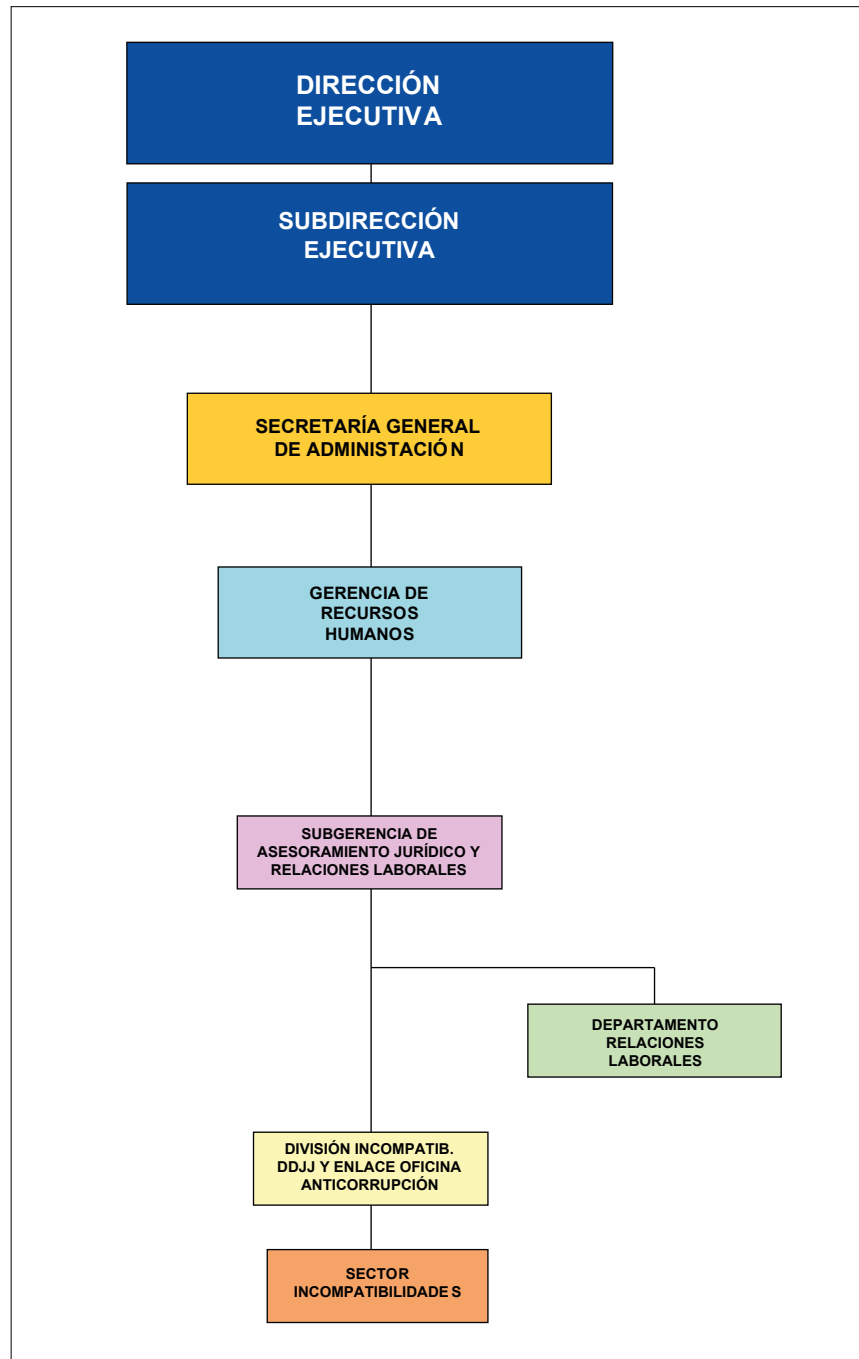 DIRECCIÓN
EJECUTIVA
SUBDIRECCIÓN
EJECUTIVA
SECRETARÍA GENERAL
DE ADMINISTACIÓN
GERENCIA DE
RECURSOS
HUMANOS
SUBGERENCIA DE
ASESORAMIENTO JURÍDICO Y
RELACIONES LABORALES
DEPARTAMENTO
RELACIONES
LABORALES
DIVISIÓN INCOMPATIB.
DDJJ Y ENLACE OFICINA
ANTICORRUPCIÓN
SECTOR
INCOMPATIBILIDADES